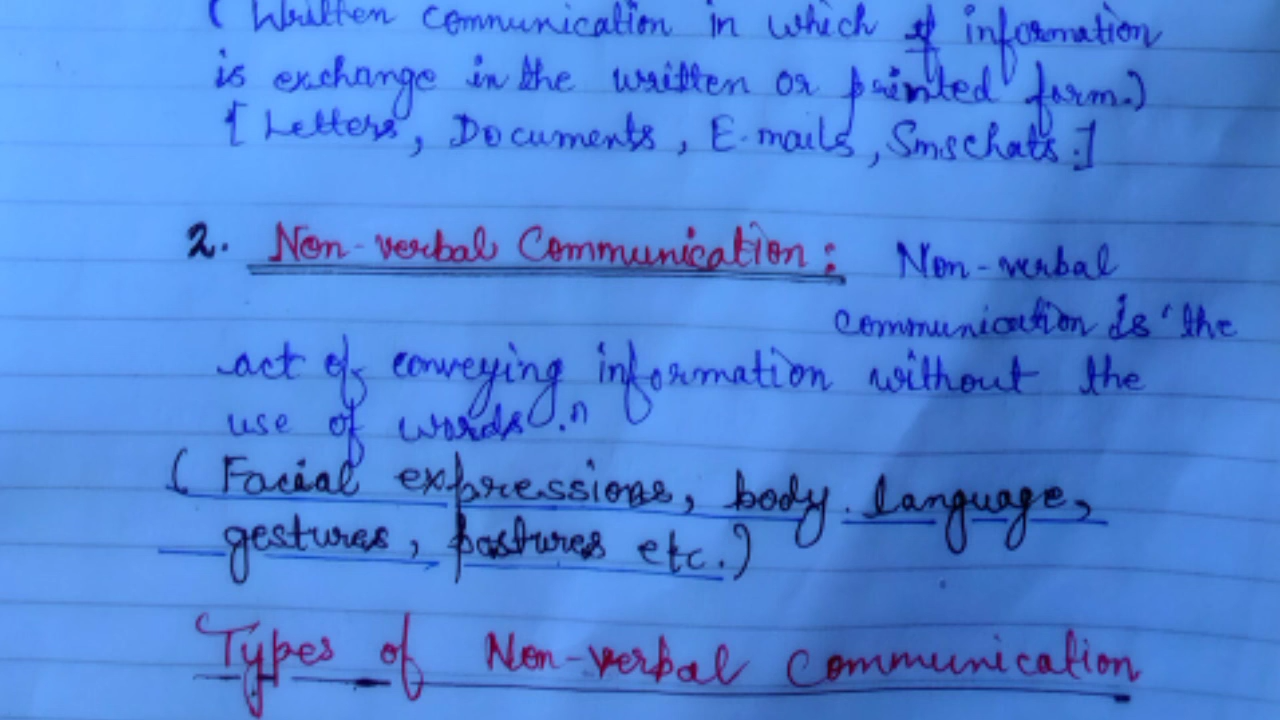 ( Written communication in which information
is exchange in the written or printed form.)
[ Letters, Documents, E-mails, Sms chats.]
2. Non-verbal Communication: Non-verbal
communication is "the
act of conveying information without the
use of words."
( Facial expressions, body language,
gestures, postures etc.)
Types of Non-verbal Communication